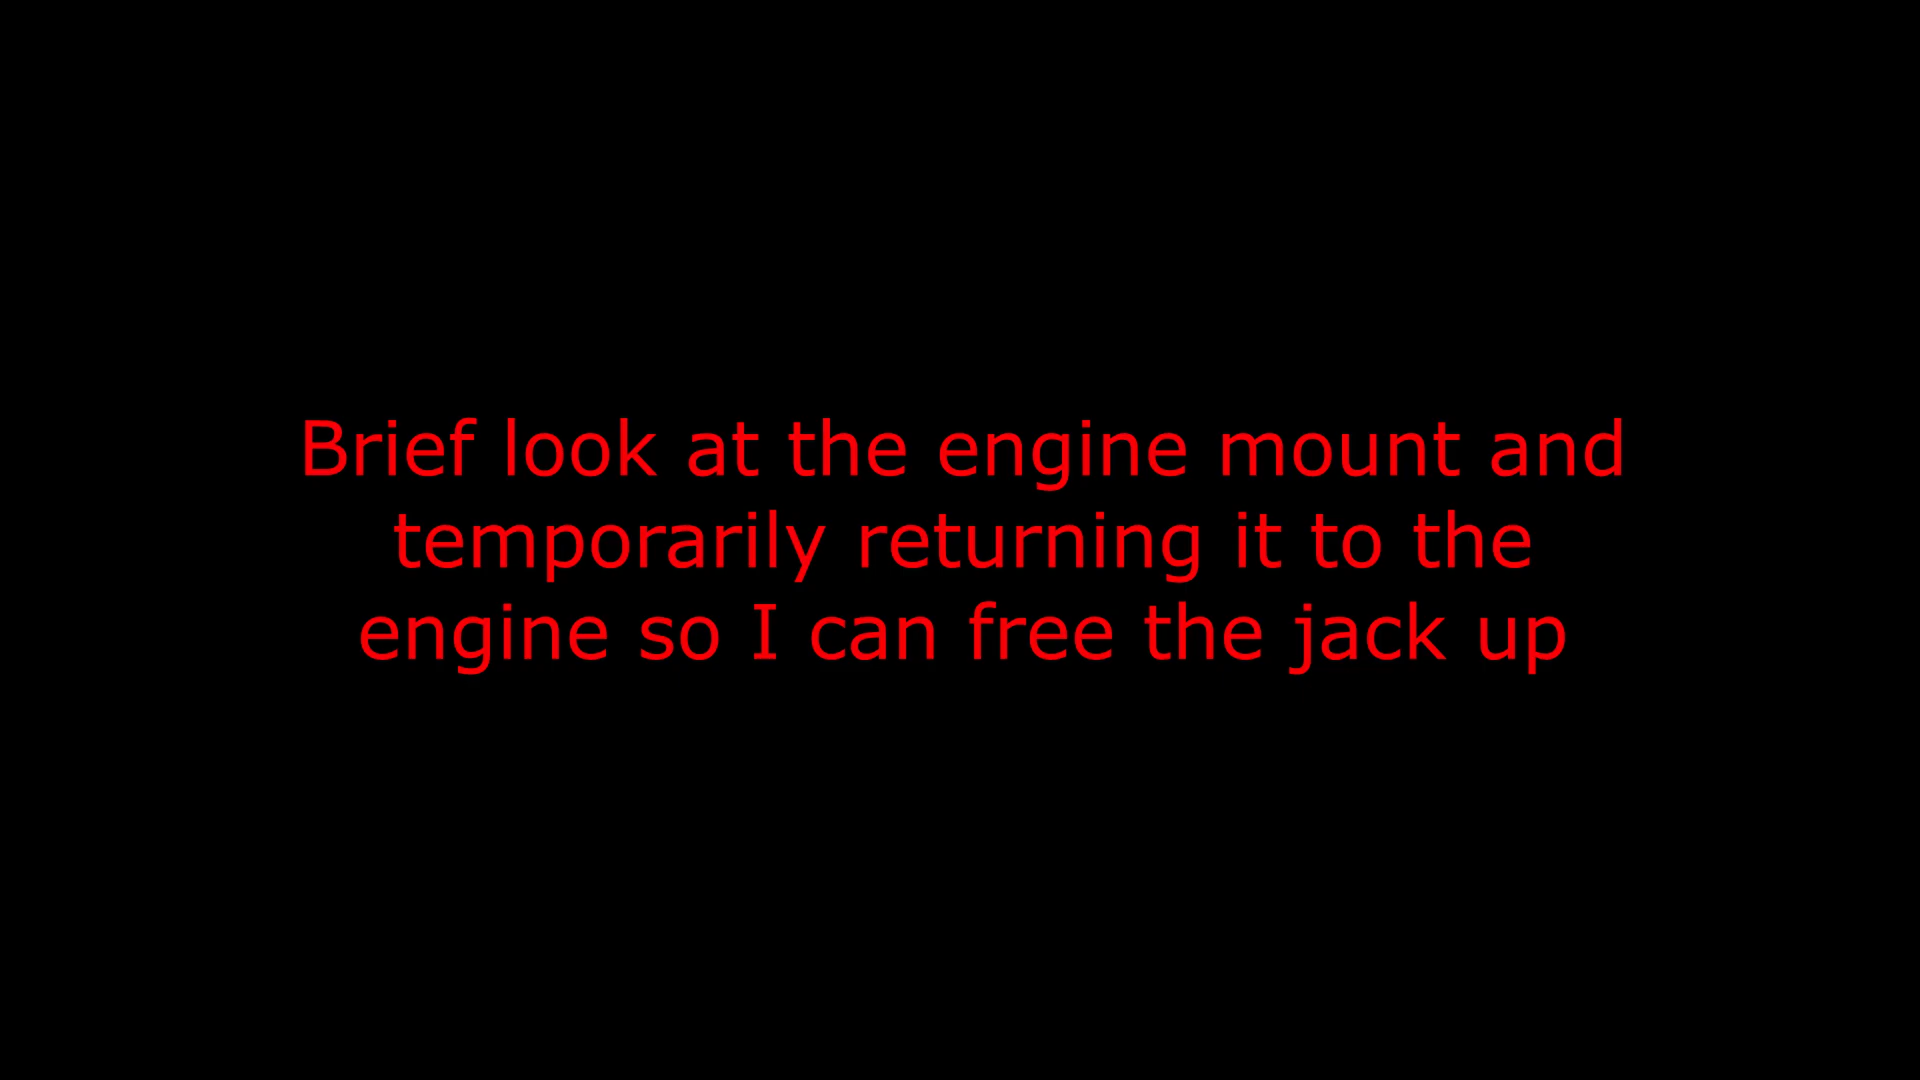 Brief look at the engine mount and
temporarily returning it to the
engine so I can free the jack up